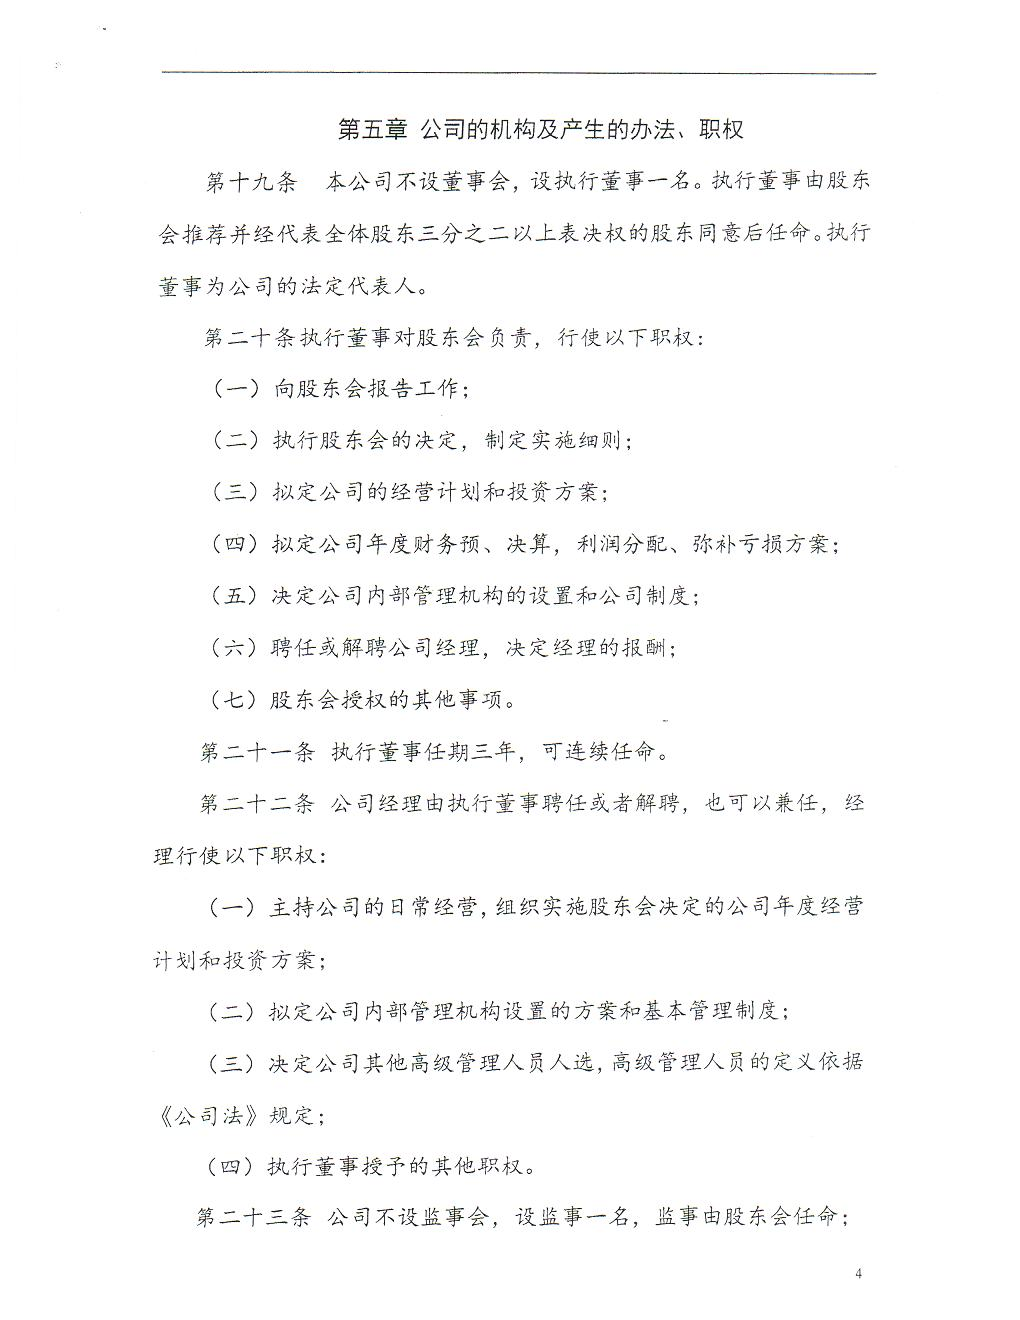 第五章 公司的机构及产生的办法、职权
第十九条 本公司不设董事会，设执行董事一名。执行董事由股东
会推荐并经代表全体股东三分之二以上表决权的股东同意后任命。执行
董事为公司的法定代表人。
第二十条执行董事对股东会负责，行使以下职权：
（一）向股东会报告工作；
（二）执行股东会的决定，制定实施细则；
（三）拟定公司的经营计划和投资方案；
（四）拟定公司年度财务预、决算，利润分配、弥补亏损方案；
（五）决定公司内部管理机构的设置和公司制度；
（六）聘任或解聘公司经理，决定经理的报酬；
（七）股东会授权的其他事项。
第二十一条 执行董事任期三年，可连续任命。
第二十二条 公司经理由执行董事聘任或者解聘，也可以兼任，经
理行使以下职权：
（一）主持公司的日常经营，组织实施股东会决定的公司年度经营
计划和投资方案；
（二）拟定公司内部管理机构设置的方案和基本管理制度；
（三）决定公司其他高级管理人员人选，高级管理人员的定义依据
《公司法》规定；
（四）执行董事授予的其他职权。
第二十三条 公司不设监事会，设监事一名，监事由股东会任命；
4